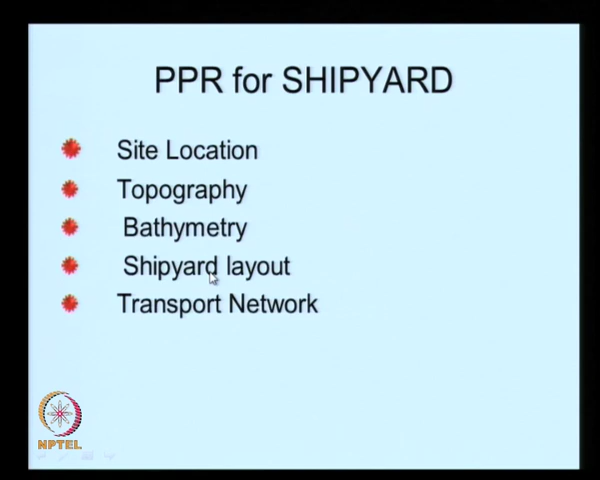 PPR for SHIPYARD
Site Location
Topography
Bathymetry
Shipyard layout
Transport Network
NPTEL